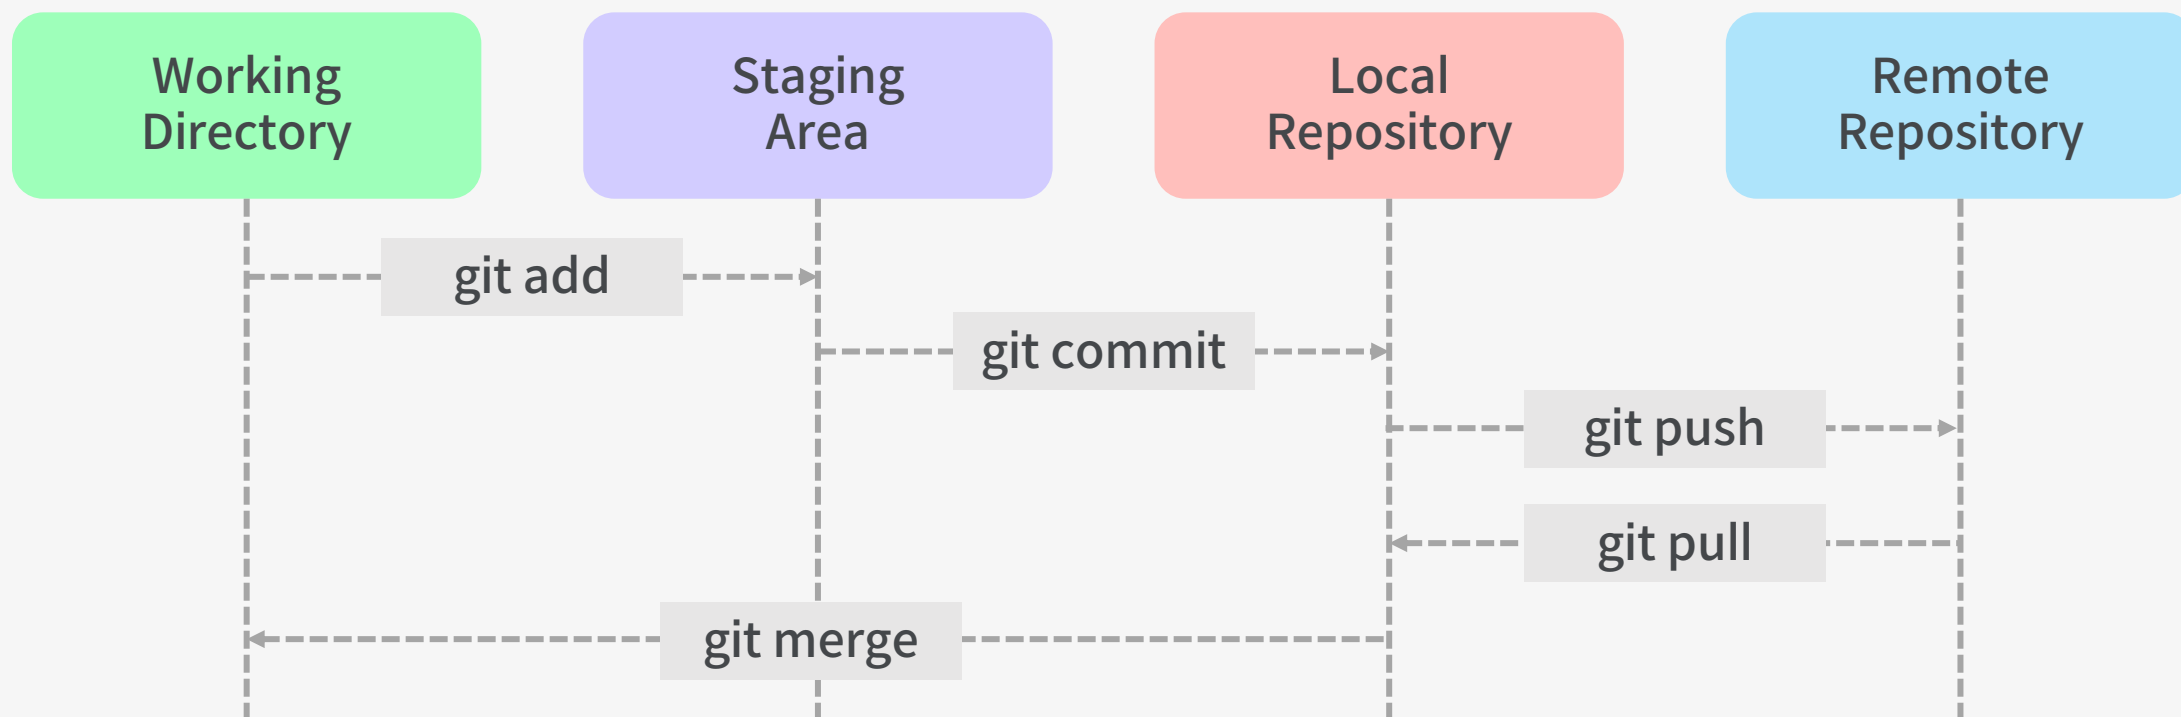 Working
Directory
Staging
Area
Local
Repository
Remote
Repository
git add
git commit
git push
git pull
git merge